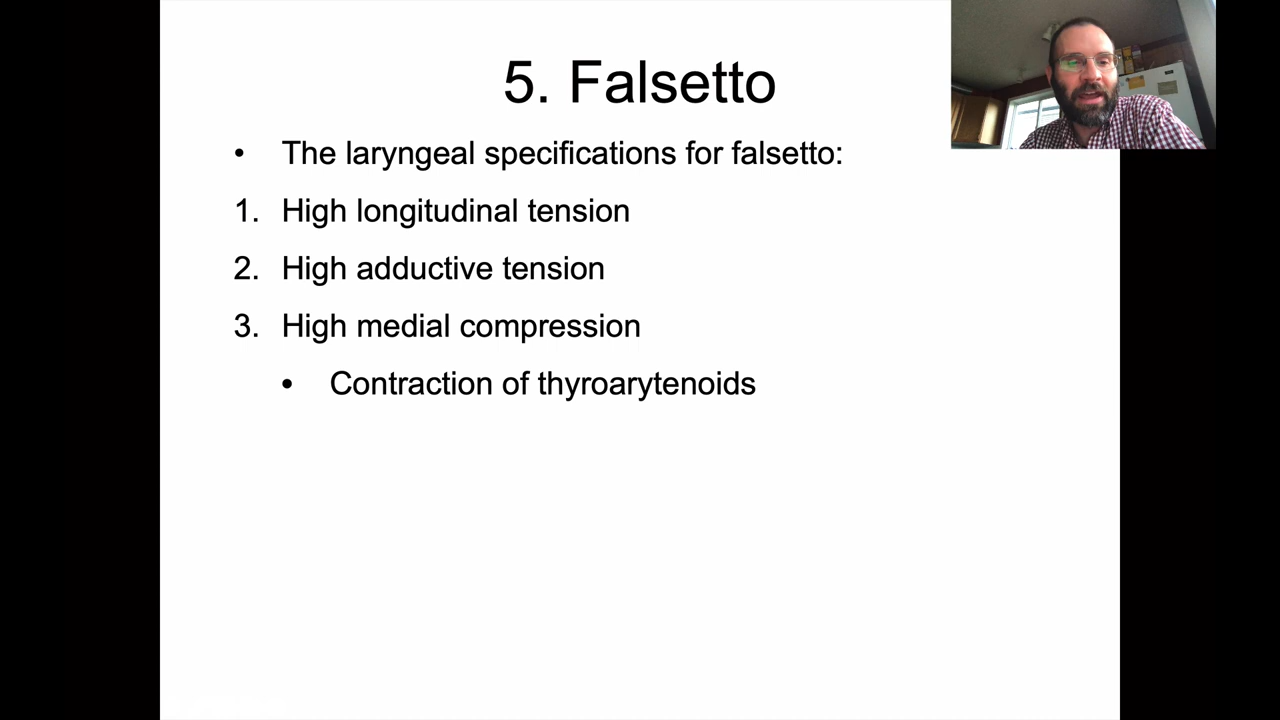 5. Falsetto
• The laryngeal specifications for falsetto:
1. High longitudinal tension
2. High adductive tension
3. High medial compression
• Contraction of thyroarytenoids